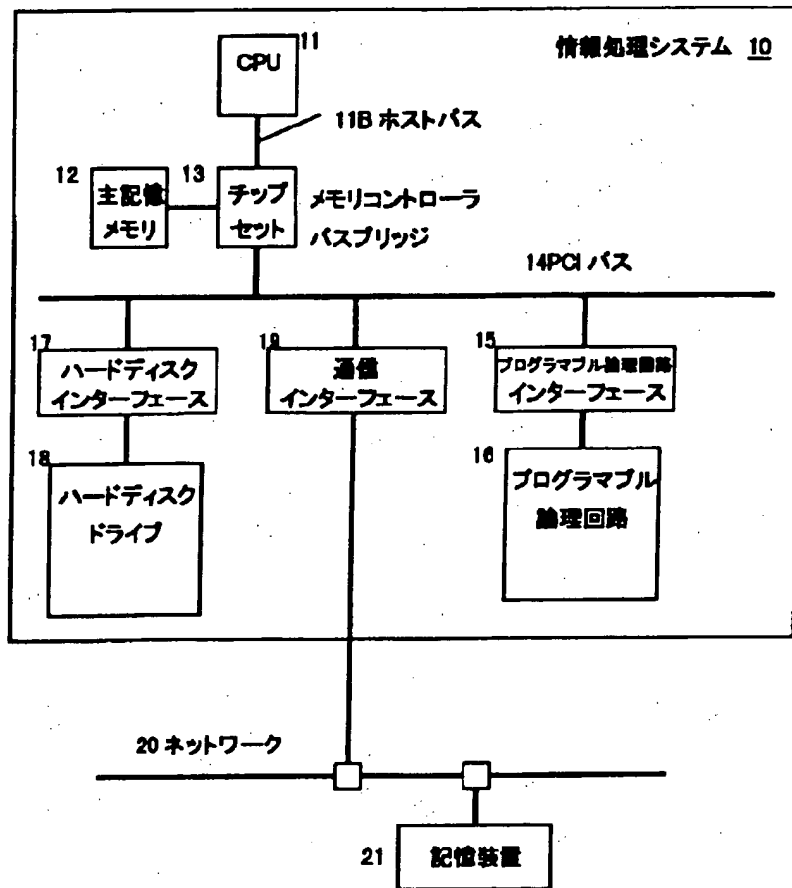 情報処理システム 10
11
CPU
11B ホストバス
12
主記憶
メモリ
13
チップ
セット
メモリコントローラ
バスブリッジ
14PCI バス
17
ハードディスク
インターフェース
19
通信
インターフェース
15
プログラマブル論理回路
インターフェース
18
ハードディスク
ドライブ
16
プログラマブル
論理回路
20 ネットワーク
21
記憶装置